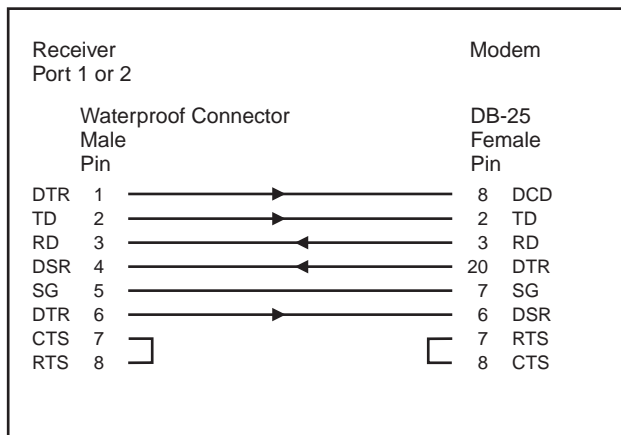 Receiver Modem
Port 1 or 2
Waterproof Connector DB-25
Male Female
Pin Pin
DTR 1 8 DCD
TD 2 2 TD
RD 3 3 RD
DSR 4 20 DTR
SG 5 7 SG
DTR 6 6 DSR
CTS 7 7 RTS
RTS 8 8 CTS